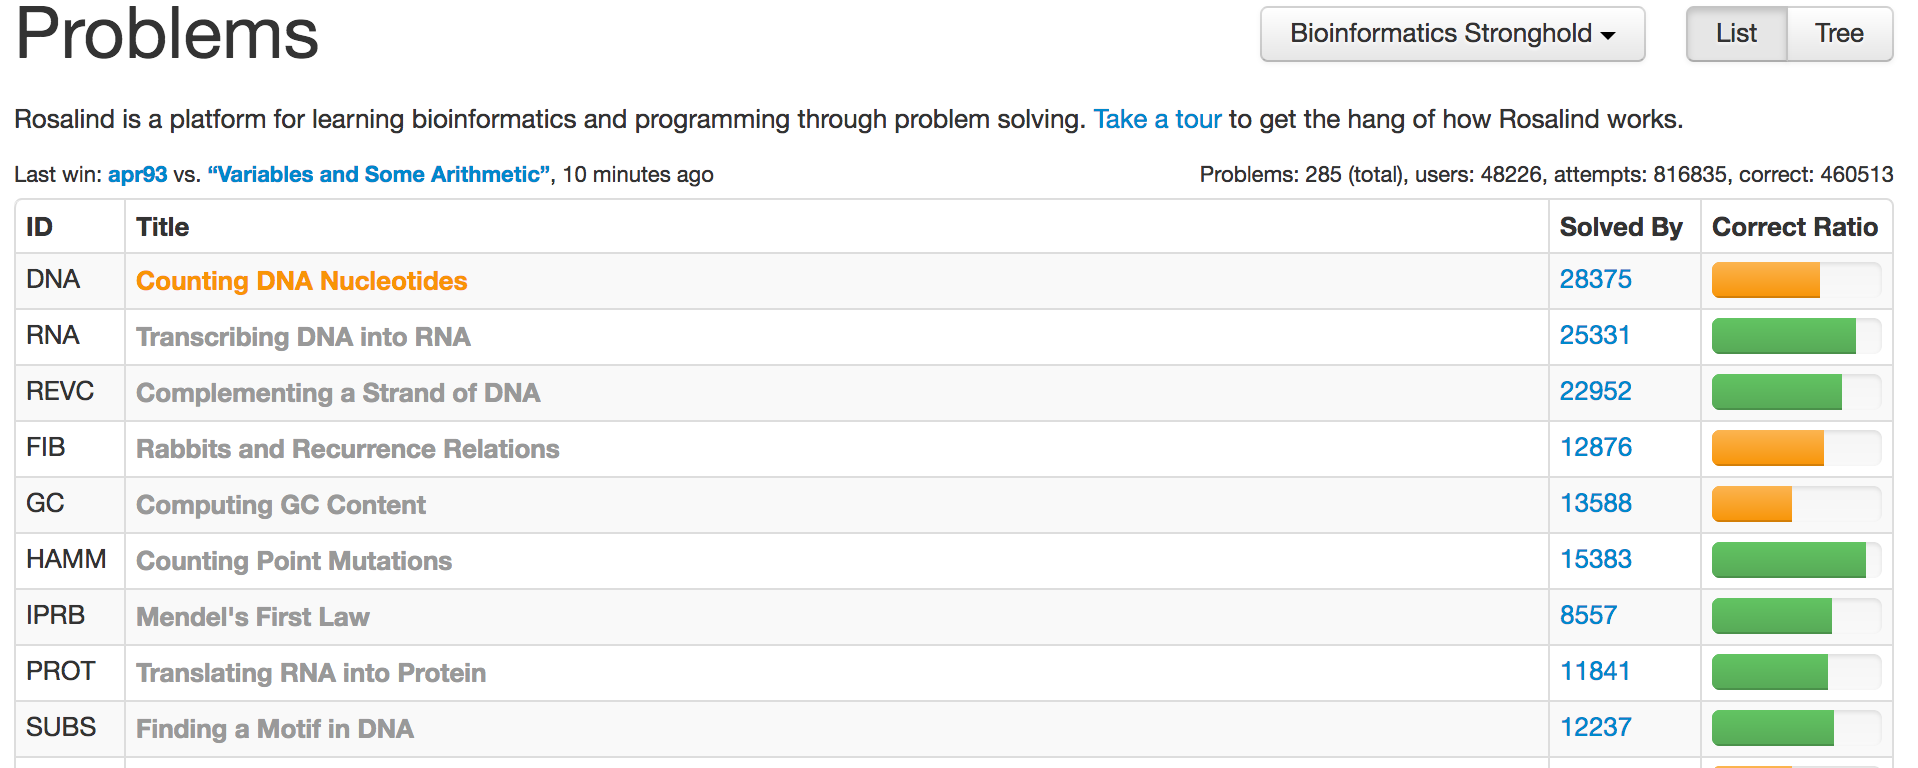 Problems
Bioinformatics Stronghold
List
Tree
Rosalind is a platform for learning bioinformatics and programming through problem solving. Take a tour to get the hang of how Rosalind works.
Last win: apr93 vs. “Variables and Some Arithmetic”, 10 minutes ago
Problems: 285 (total), users: 48226, attempts: 816835, correct: 460513
ID Title Solved By Correct Ratio
DNA Counting DNA Nucleotides 28375
RNA Transcribing DNA into RNA 25331
REVC Complementing a Strand of DNA 22952
FIB Rabbits and Recurrence Relations 12876
GC Computing GC Content 13588
HAMM Counting Point Mutations 15383
IPRB Mendel's First Law 8557
PROT Translating RNA into Protein 11841
SUBS Finding a Motif in DNA 12237